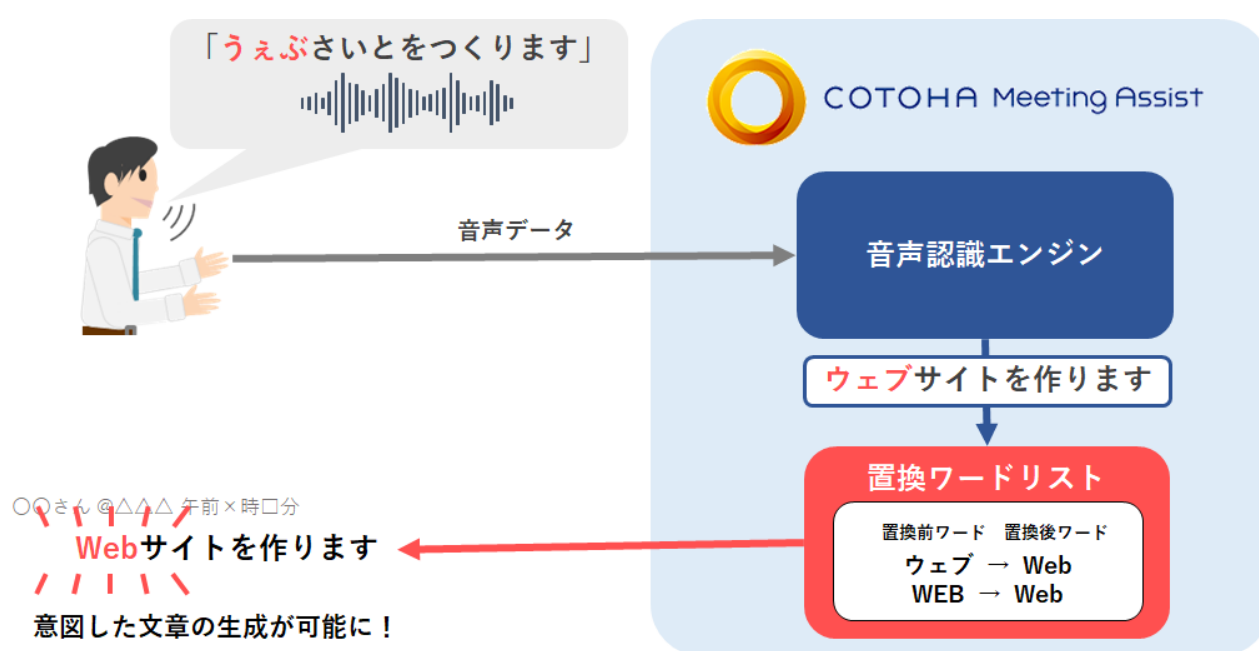 「うぇぶさいとをつくります」
COTOHA Meeting Assist
音声データ
音声認識エンジン
ウェブサイトを作ります
置換ワードリスト
置換前ワード 置換後ワード
ウェブ → Web
WEB → Web
〇〇さん @△△△ 午前×時□分
Webサイトを作ります
意図した文章の生成が可能に！